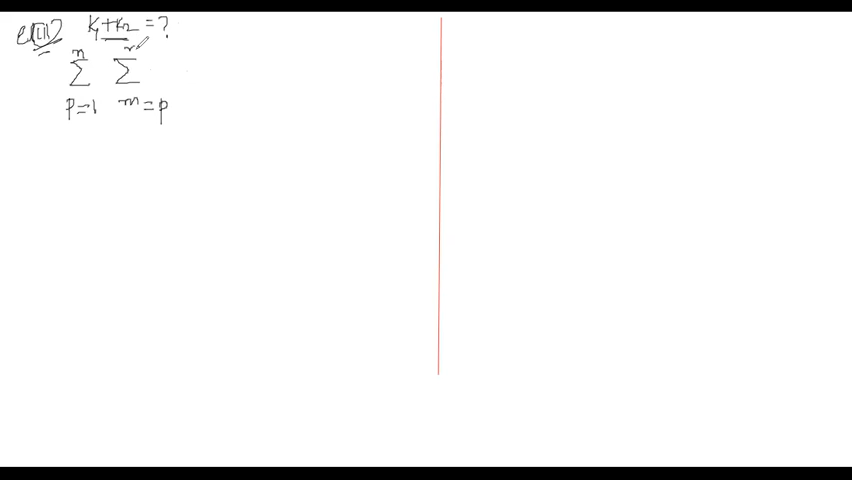 K₁+K₂ = ?
n
Σ Σ
p=1 m=p